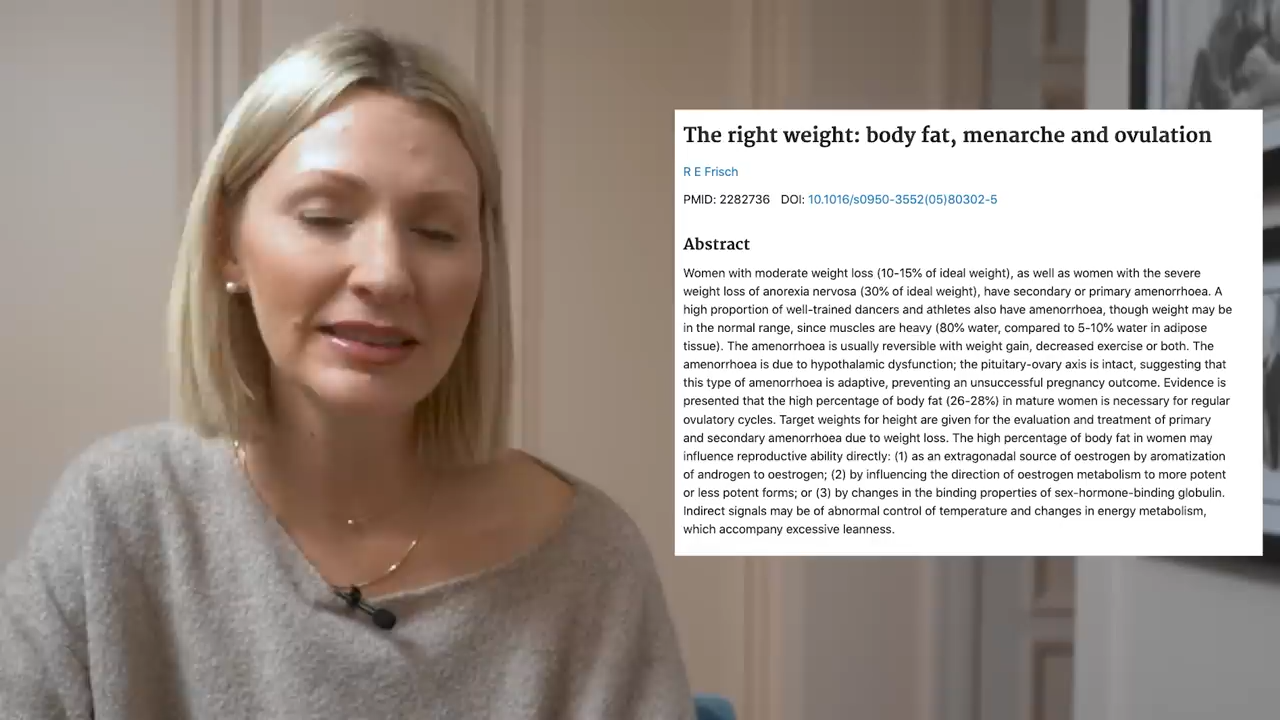 The right weight: body fat, menarche and ovulation
R E Frisch
PMID: 2282736 DOI: 10.1016/s0950-3552(05)80302-5
Abstract
Women with moderate weight loss (10-15% of ideal weight), as well as women with the severe
weight loss of anorexia nervosa (30% of ideal weight), have secondary or primary amenorrhoea. A
high proportion of well-trained dancers and athletes also have amenorrhoea, though weight may be
in the normal range, since muscles are heavy (80% water, compared to 5-10% water in adipose
tissue). The amenorrhoea is usually reversible with weight gain, decreased exercise or both. The
amenorrhoea is due to hypothalamic dysfunction; the pituitary-ovary axis is intact, suggesting that
this type of amenorrhoea is adaptive, preventing an unsuccessful pregnancy outcome. Evidence is
presented that the high percentage of body fat (26-28%) in mature women is necessary for regular
ovulatory cycles. Target weights for height are given for the evaluation and treatment of primary
and secondary amenorrhoea due to weight loss. The high percentage of body fat in women may
influence reproductive ability directly: (1) as an extragonadal source of oestrogen by aromatization
of androgen to oestrogen; (2) by influencing the direction of oestrogen metabolism to more potent
or less potent forms; or (3) by changes in the binding properties of sex-hormone-binding globulin.
Indirect signals may be of abnormal control of temperature and changes in energy metabolism,
which accompany excessive leanness.